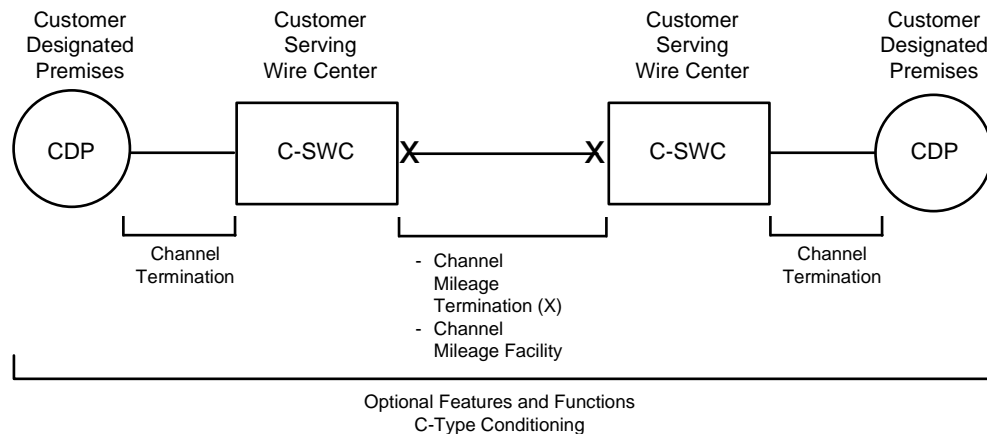 Customer
Designated
Premises
Customer
Serving
Wire Center
Customer
Serving
Wire Center
Customer
Designated
Premises
CDP
C-SWC
X
X
C-SWC
CDP
Channel
Termination
- Channel
Mileage
Termination (X)
- Channel
Mileage Facility
Channel
Termination
Optional Features and Functions
C-Type Conditioning